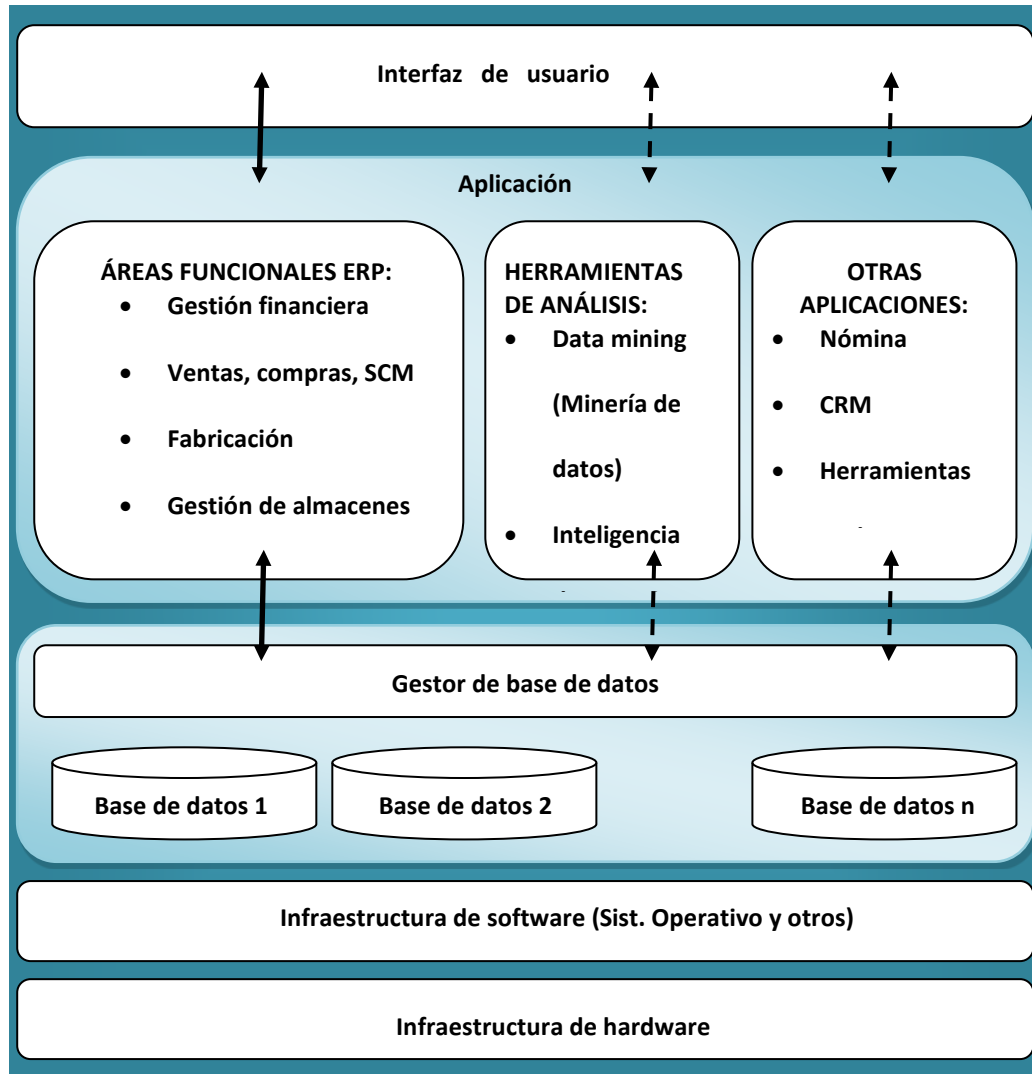 Interfaz de usuario
Aplicación
ÁREAS FUNCIONALES ERP:
• Gestión financiera
• Ventas, compras, SCM
• Fabricación
• Gestión de almacenes
HERRAMIENTAS
DE ANÁLISIS:
• Data mining
(Minería de
datos)
• Inteligencia
OTRAS
APLICACIONES:
• Nómina
• CRM
• Herramientas
Gestor de base de datos
Base de datos 1
Base de datos 2
Base de datos n
Infraestructura de software (Sist. Operativo y otros)
Infraestructura de hardware